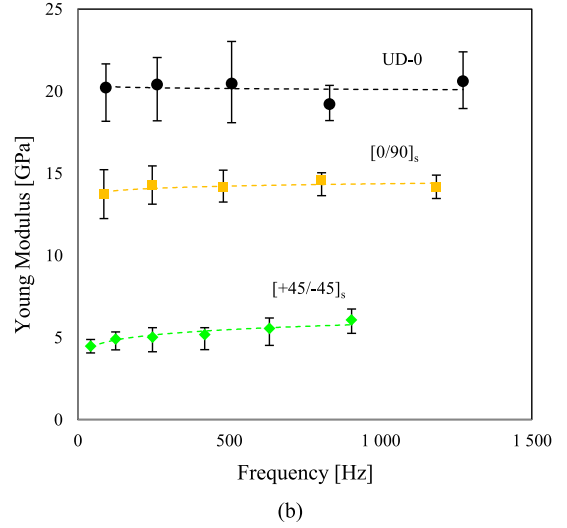 25
UD-0
20
[0/90]s
15
10
[+45/-45]s
5
0
0
500
1 000
1 500
Young Modulus [GPa]
Frequency [Hz]
(b)